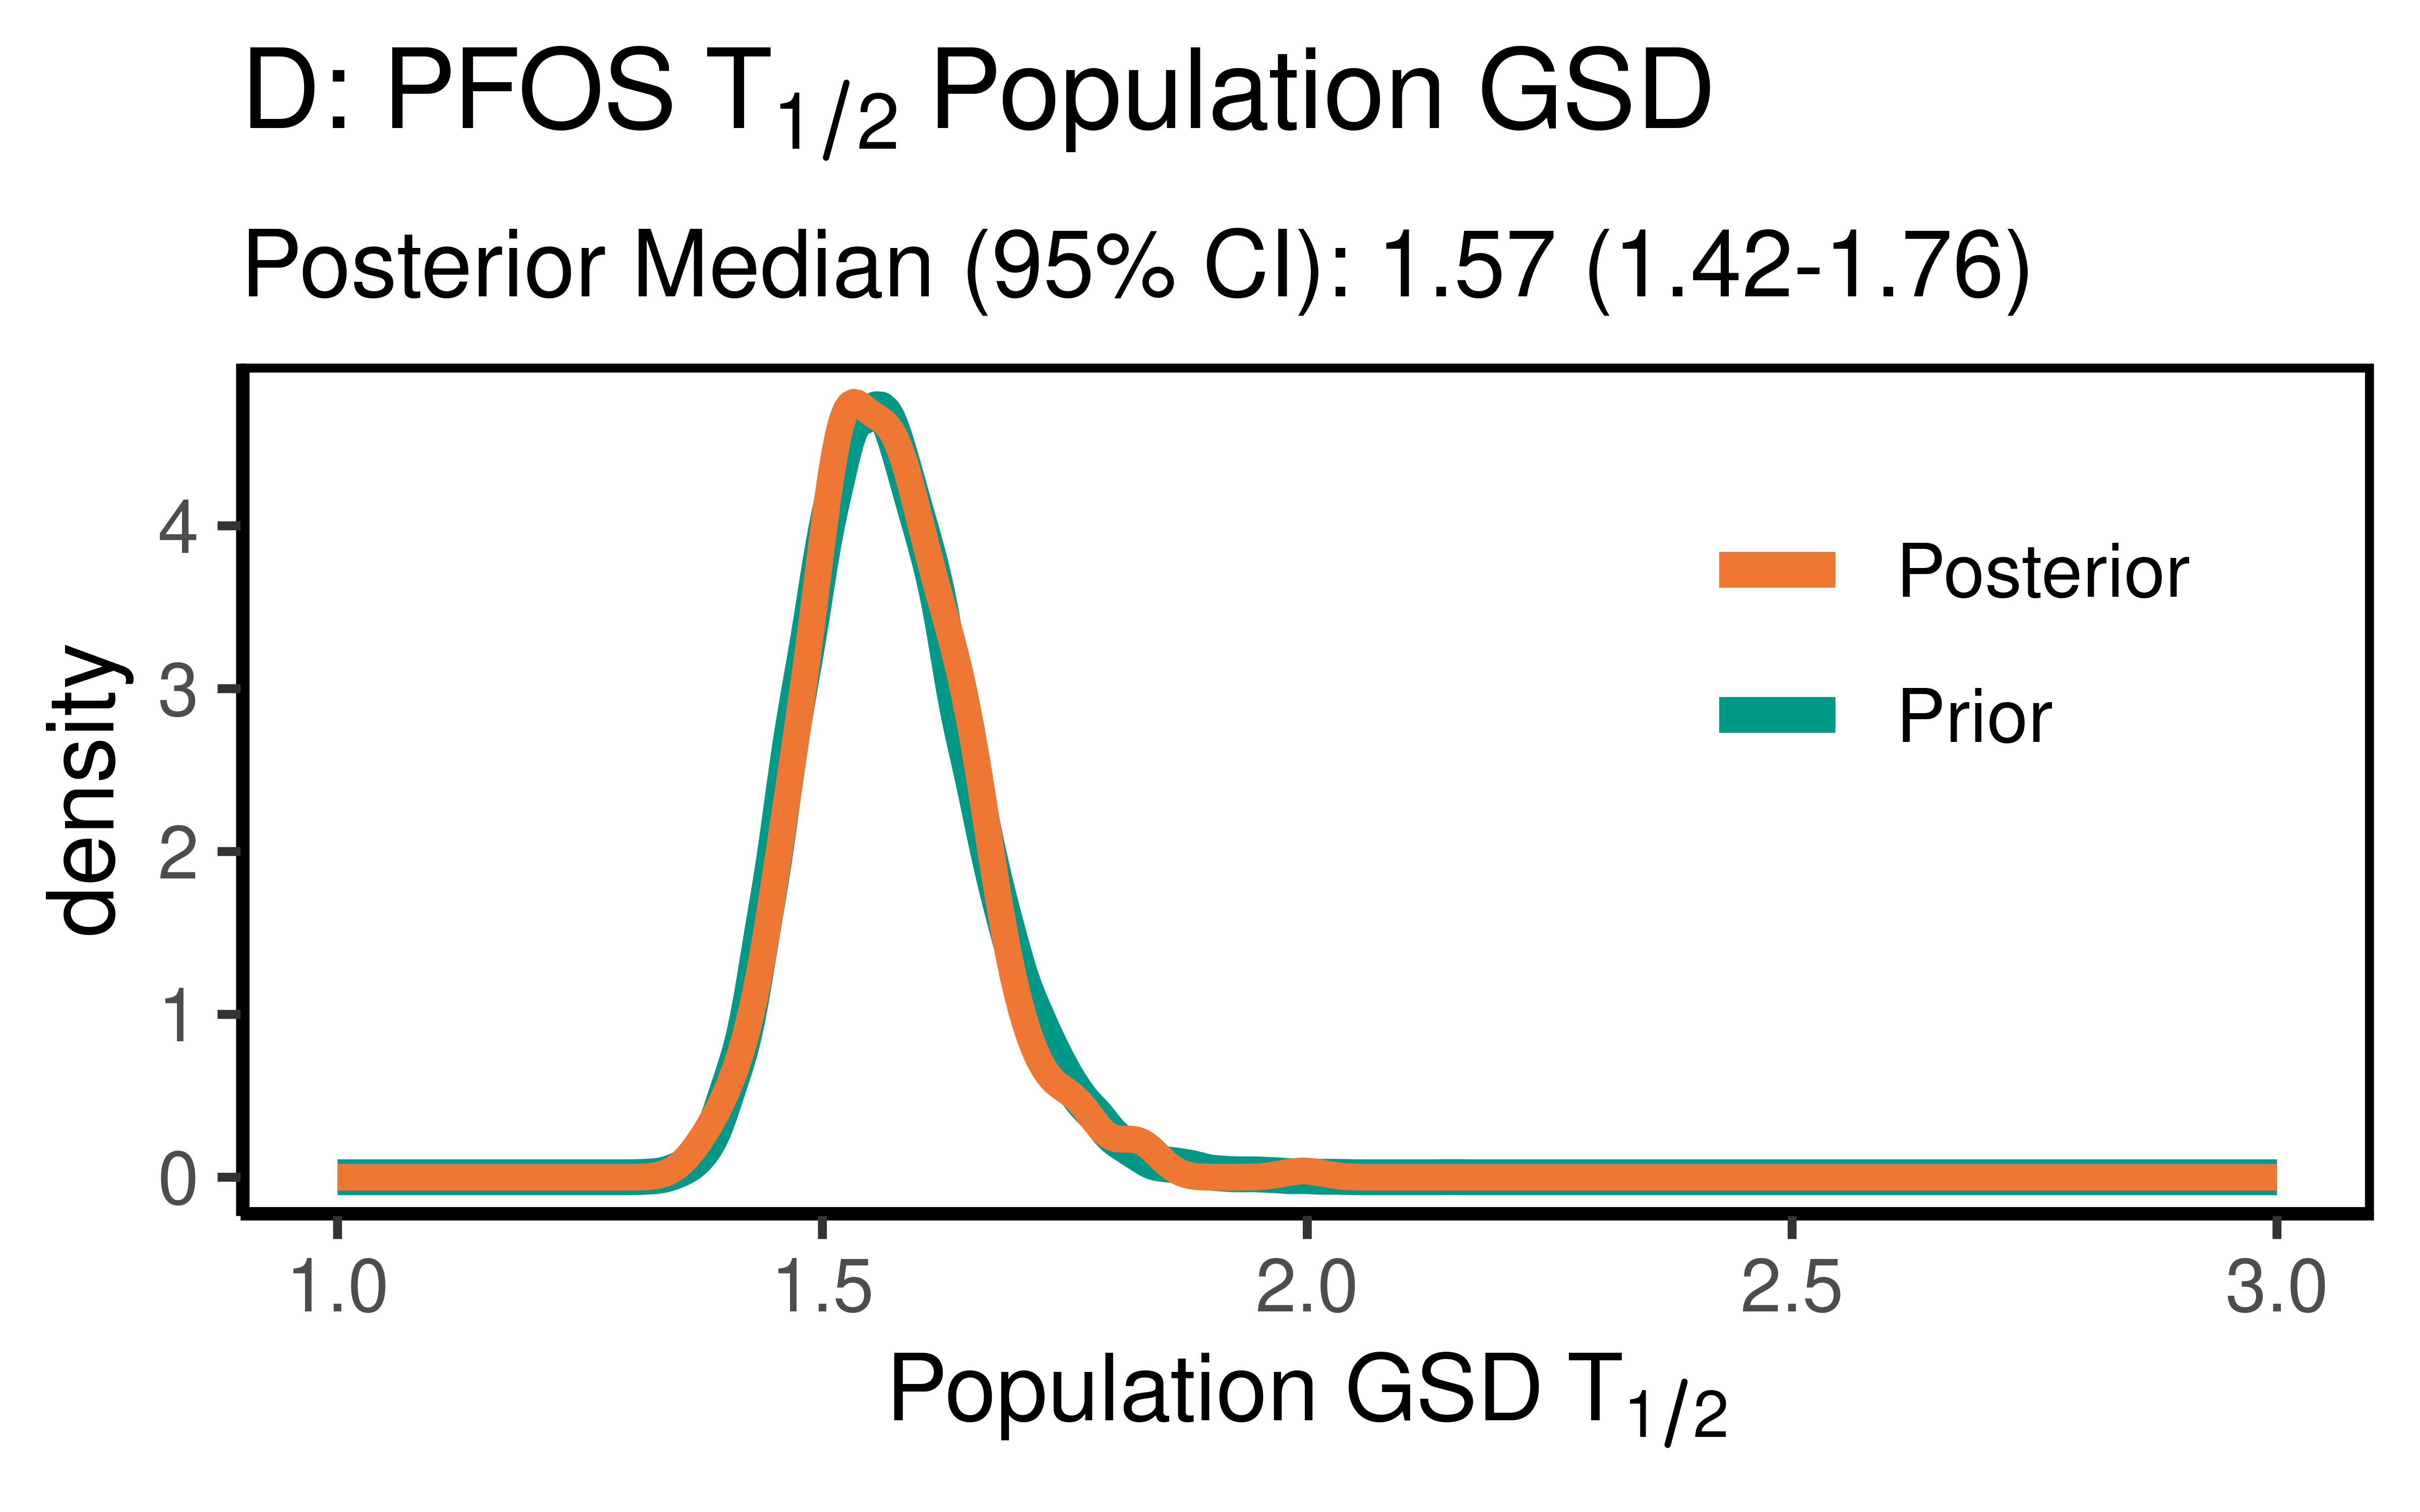 D: PFOS T1/2 Population GSD
Posterior Median (95% CI): 1.57 (1.42-1.76)
density
4
3
2
1
0
Posterior
Prior
1.0 1.5 2.0 2.5 3.0
Population GSD T1/2